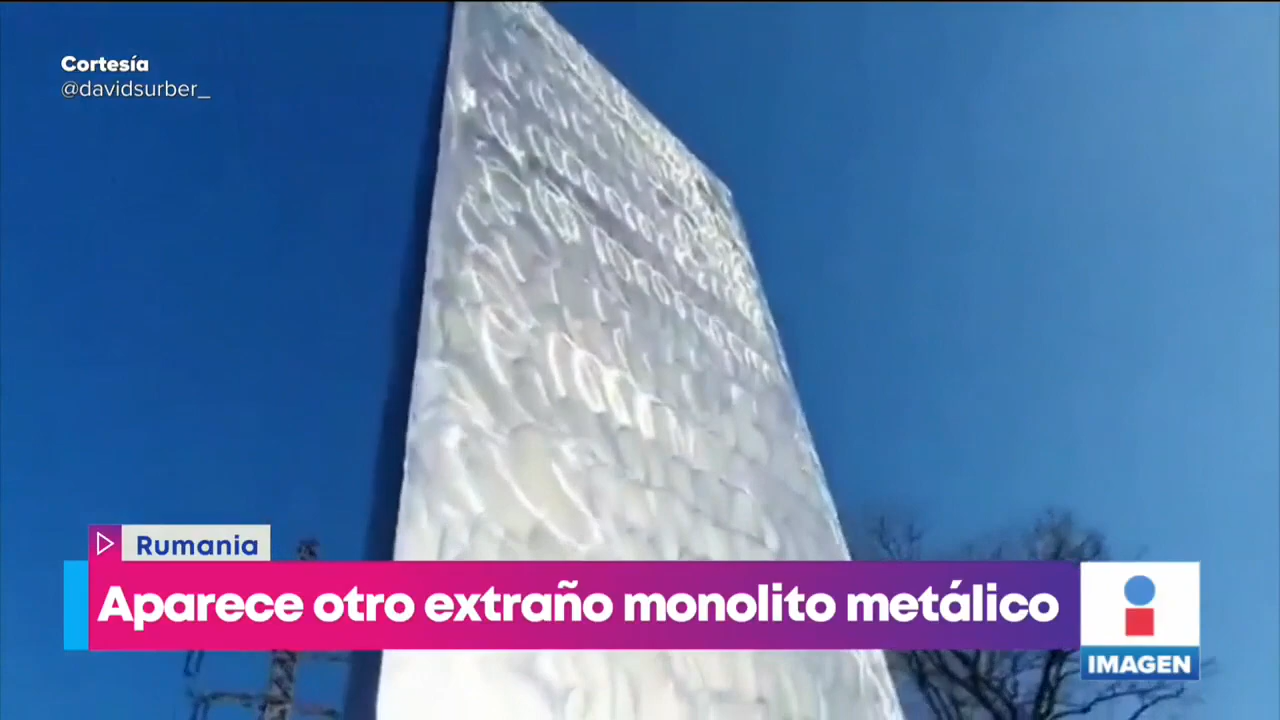 Cortesía
@davidsurber_
Rumania
Aparece otro extraño monolito metálico
IMAGEN